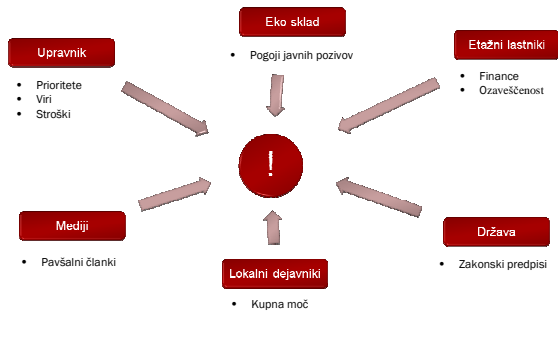 Eko sklad
• Pogoji javnih pozivov
Upravnik
• Prioritete
• Viri
• Stroški
Etažni lastniki
• Finance
• Ozaveščenost
!
Mediji
• Pavšalni članki
Lokalni dejavniki
• Kupna moč
Država
• Zakonski predpisi